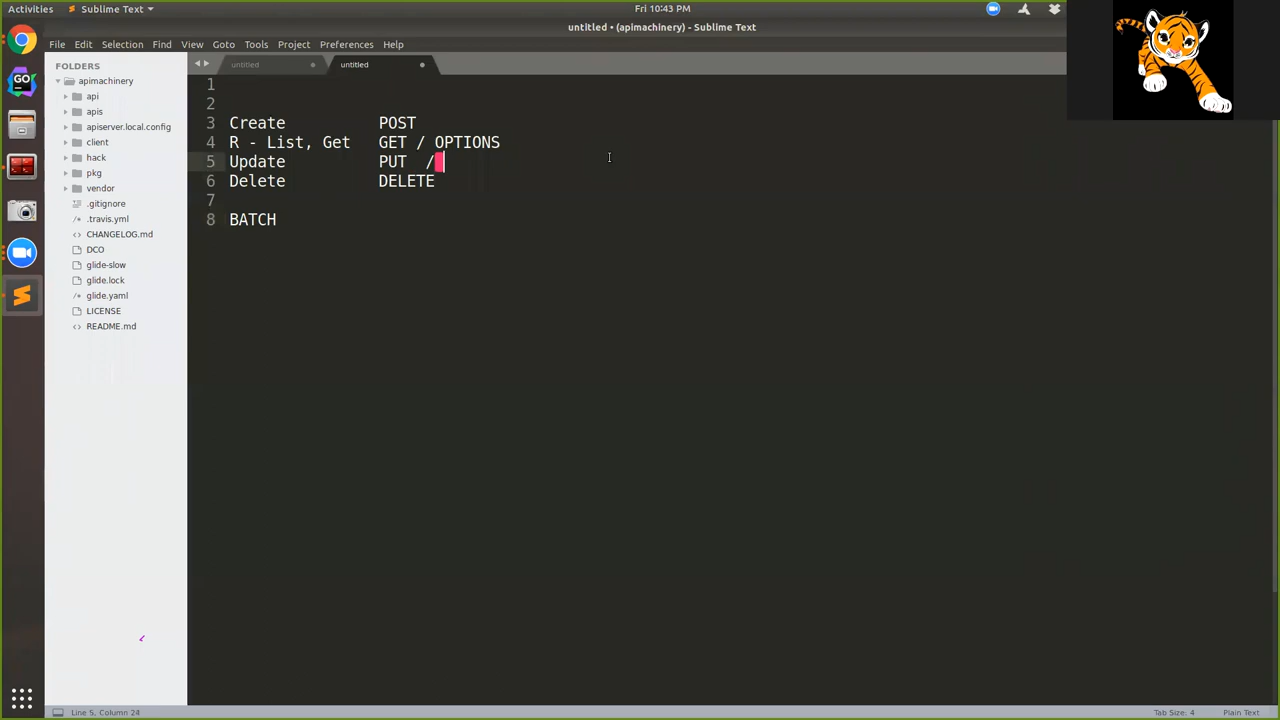 Activities Sublime Text Fri 10:43 PM
untitled • (apimachinery) - Sublime Text
File Edit Selection Find View Goto Tools Project Preferences Help
FOLDERS
apimachinery
api
apis
apiserver.local.config
client
hack
pkg
vendor
.gitignore
.travis.yml
CHANGELOG.md
DCO
glide-slow
glide.lock
glide.yaml
LICENSE
README.md
untitled untitled
1
2
3 Create POST
4 R - List, Get GET / OPTIONS
5 Update PUT /
6 Delete DELETE
7
8 BATCH
GO
Line 5, Column 24 Tab Size: 4 Plain Text